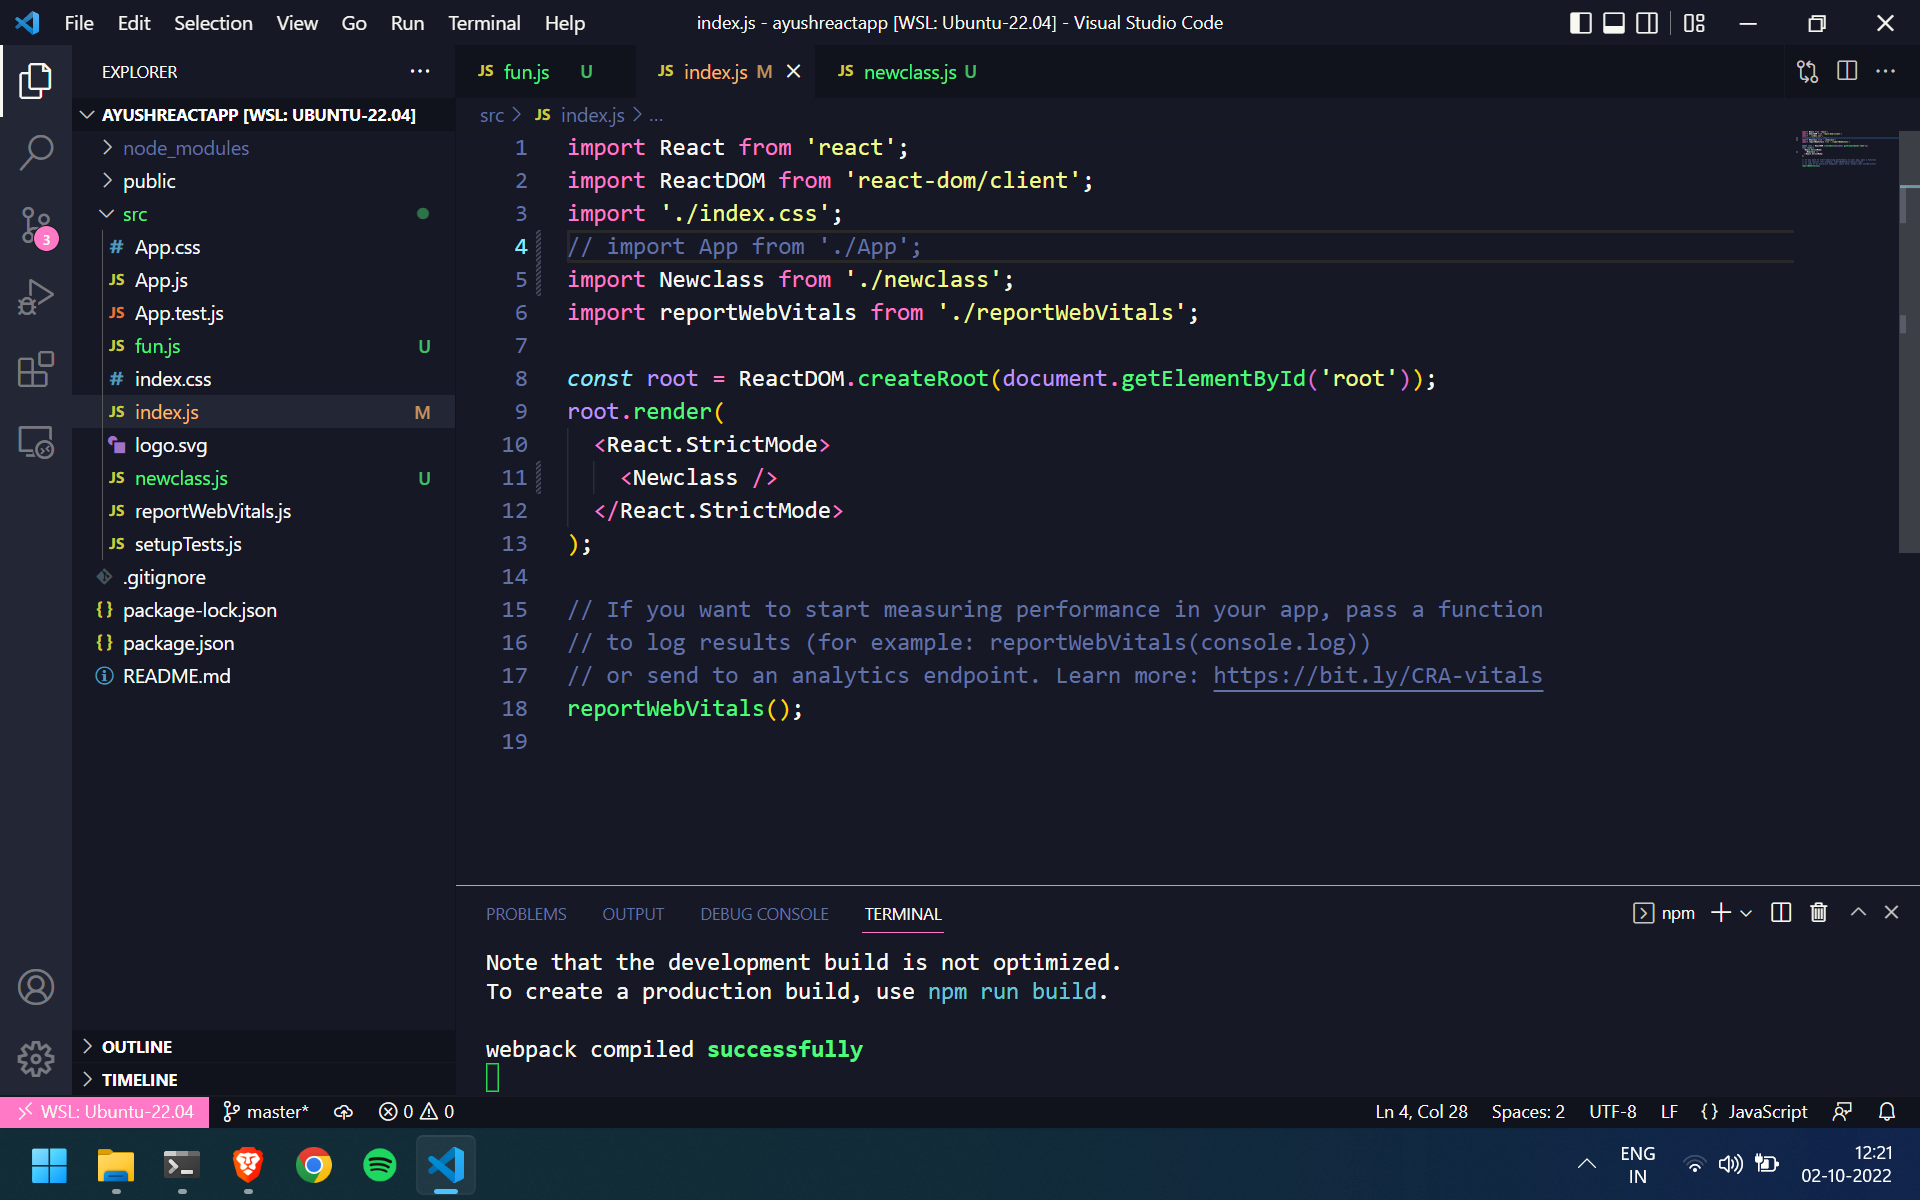 File Edit Selection View Go Run Terminal Help
index.js - ayushreactapp [WSL: Ubuntu-22.04] - Visual Studio Code
EXPLORER
AYUSHREACTAPP [WSL: UBUNTU-22.04]
node_modules
public
src
# App.css
JS App.js
JS App.test.js
JS fun.js U
# index.css
JS index.js M
logo.svg
JS newclass.js U
JS reportWebVitals.js
JS setupTests.js
.gitignore
{} package-lock.json
{} package.json
README.md
OUTLINE
TIMELINE
3
JS fun.js U
JS index.js M
JS newclass.js U
src > JS index.js > ...
1 import React from 'react';
2 import ReactDOM from 'react-dom/client';
3 import './index.css';
4 // import App from './App';
5 import Newclass from './newclass';
6 import reportWebVitals from './reportWebVitals';
7
8 const root = ReactDOM.createRoot(document.getElementById('root'));
9 root.render(
10 <React.StrictMode>
11 <Newclass />
12 </React.StrictMode>
13 );
14
15 // If you want to start measuring performance in your app, pass a function
16 // to log results (for example: reportWebVitals(console.log))
17 // or send to an analytics endpoint. Learn more: https://bit.ly/CRA-vitals
18 reportWebVitals();
19
PROBLEMS OUTPUT DEBUG CONSOLE TERMINAL
npm
Note that the development build is not optimized.
To create a production build, use npm run build.
webpack compiled successfully
WSL: Ubuntu-22.04 master* 0 0
Ln 4, Col 28 Spaces: 2 UTF-8 LF {} JavaScript
ENG
IN
12:21
02-10-2022